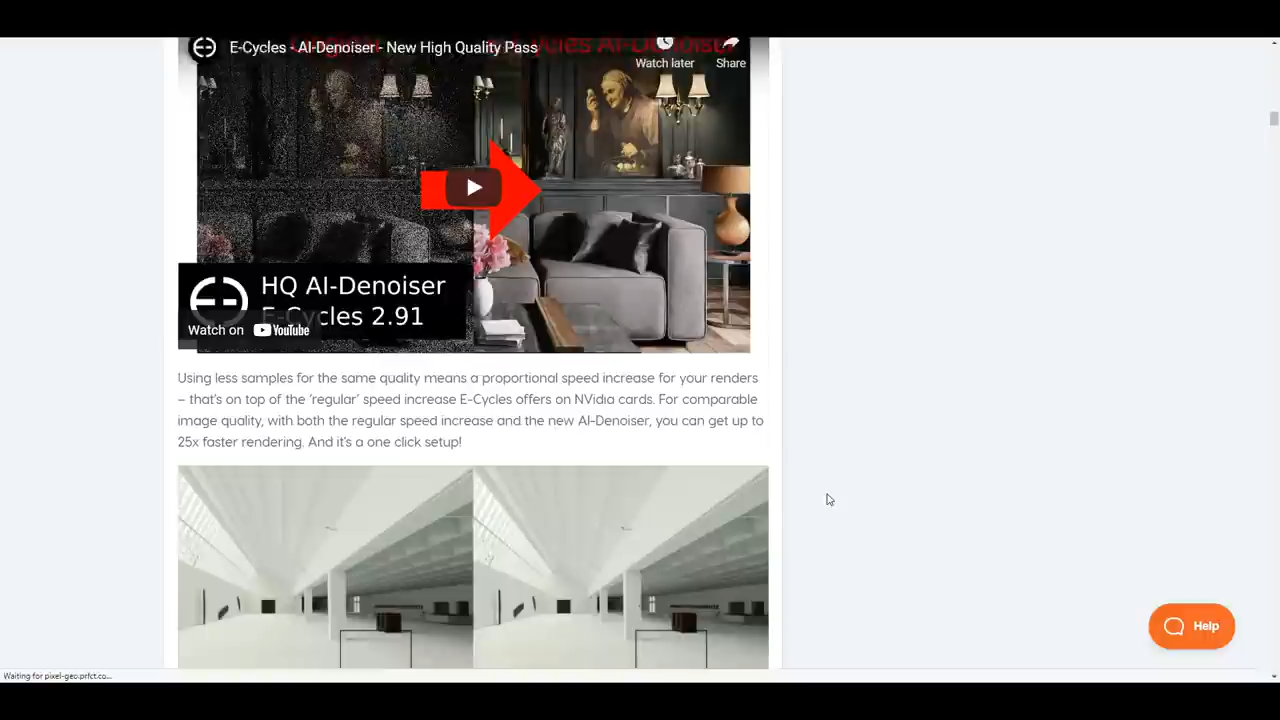 E-Cycles - AI-Denoiser - New High Quality Pass
Watch later
Share
HQ AI-Denoiser
E-Cycles 2.91
Watch on YouTube
Using less samples for the same quality means a proportional speed increase for your renders
– that's on top of the 'regular' speed increase E-Cycles offers on NVidia cards. For comparable
image quality, with both the regular speed increase and the new AI-Denoiser, you can get up to
25x faster rendering. And it's a one click setup!
Help
Waiting for pixel-geo.prfct.co...